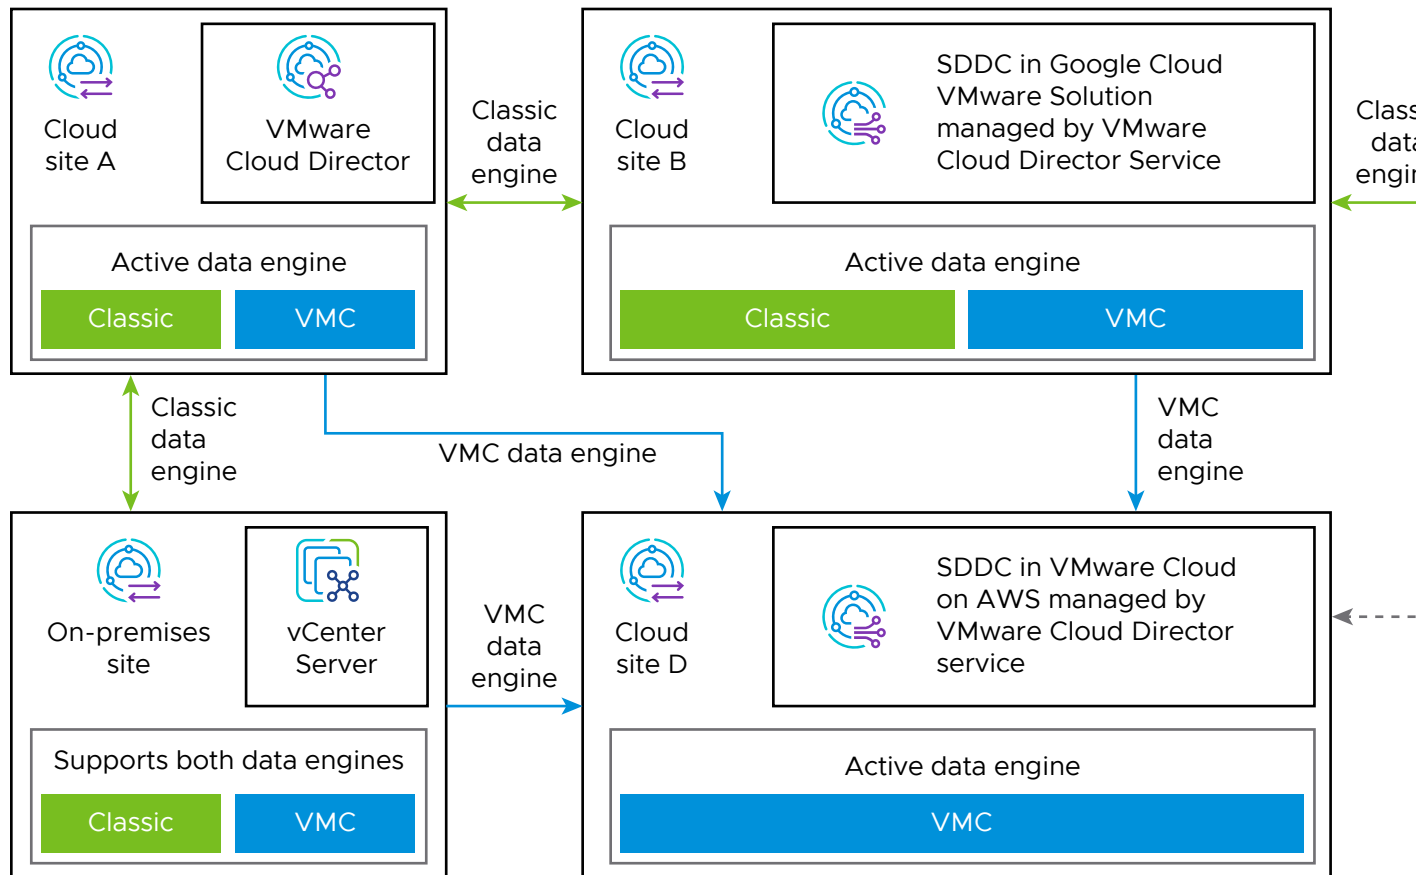 Cloud
site A
VMware
Cloud Director
Classic
data
engine
Cloud
site B
SDDC in Google Cloud
VMware Solution
managed by VMware
Cloud Director Service
Active data engine
Classic
VMC
Active data engine
Classic
VMC
Classic
data
engine
VMC data engine
VMC
data
engine
On-premises
site
vCenter
Server
VMC
data
engine
Cloud
site D
SDDC in VMware Cloud
on AWS managed by
VMware Cloud Director
service
Supports both data engines
Classic
VMC
Active data engine
VMC